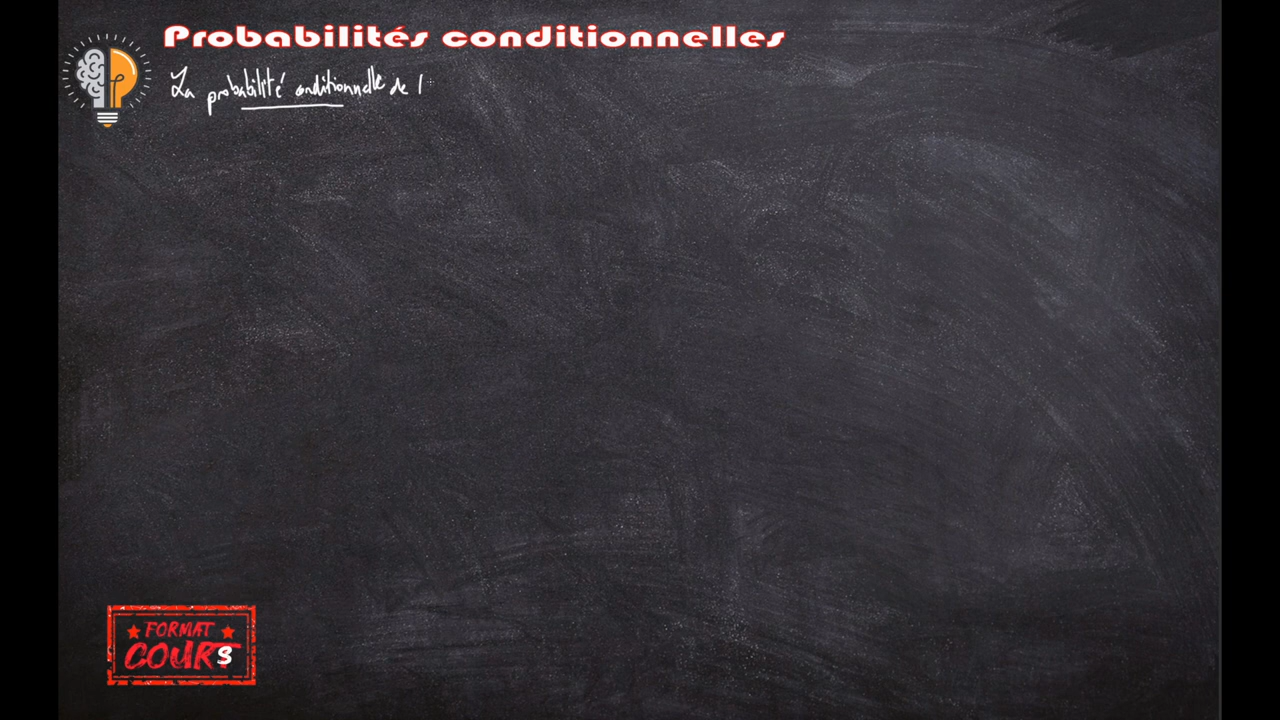 Probabilités conditionnelles
La probabilité conditionnelle de l
FORMAT
COURS